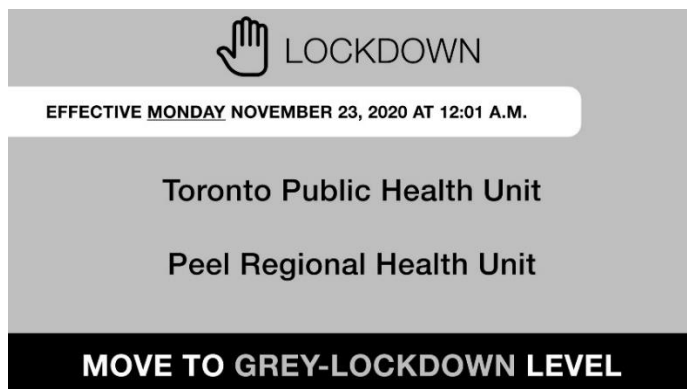 LOCKDOWN
EFFECTIVE MONDAY NOVEMBER 23, 2020 AT 12:01 A.M.
Toronto Public Health Unit
Peel Regional Health Unit
MOVE TO GREY-LOCKDOWN LEVEL